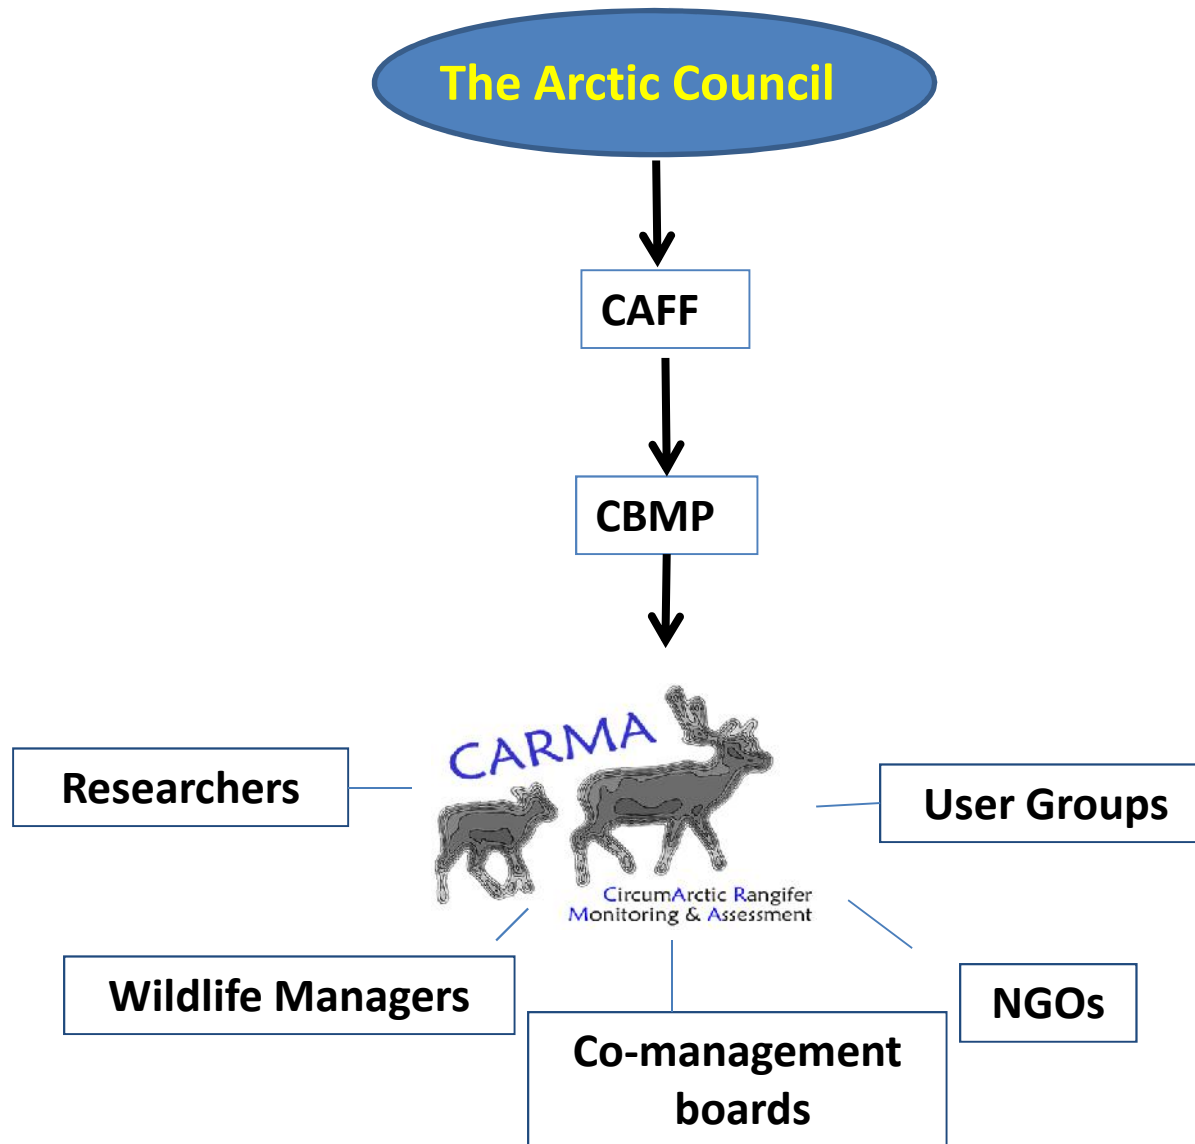 The Arctic Council
CAFF
CBMP
CARMA
CircumArctic Rangifer
Monitoring & Assessment
Researchers
User Groups
Wildlife Managers
NGOs
Co-management
boards